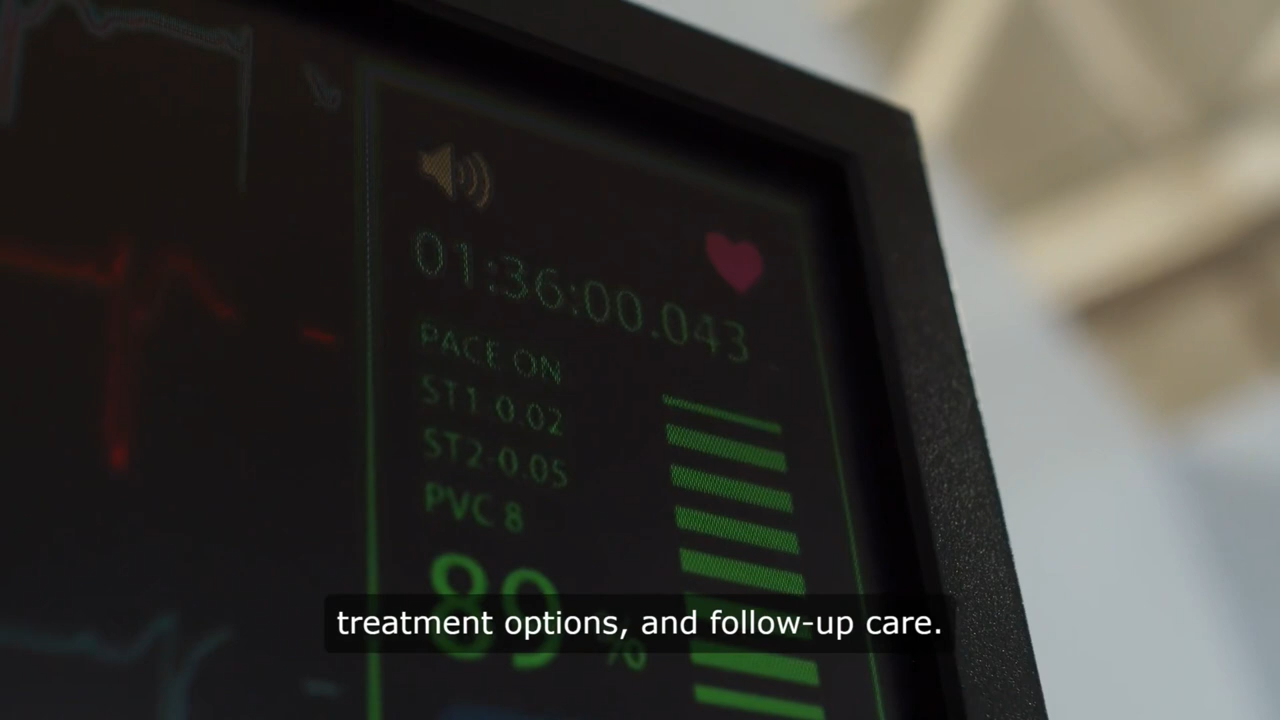 01:36:00.043
PACE ON
ST1-0.02
ST2-0.05
PVC 8
89 %
treatment options, and follow-up care.